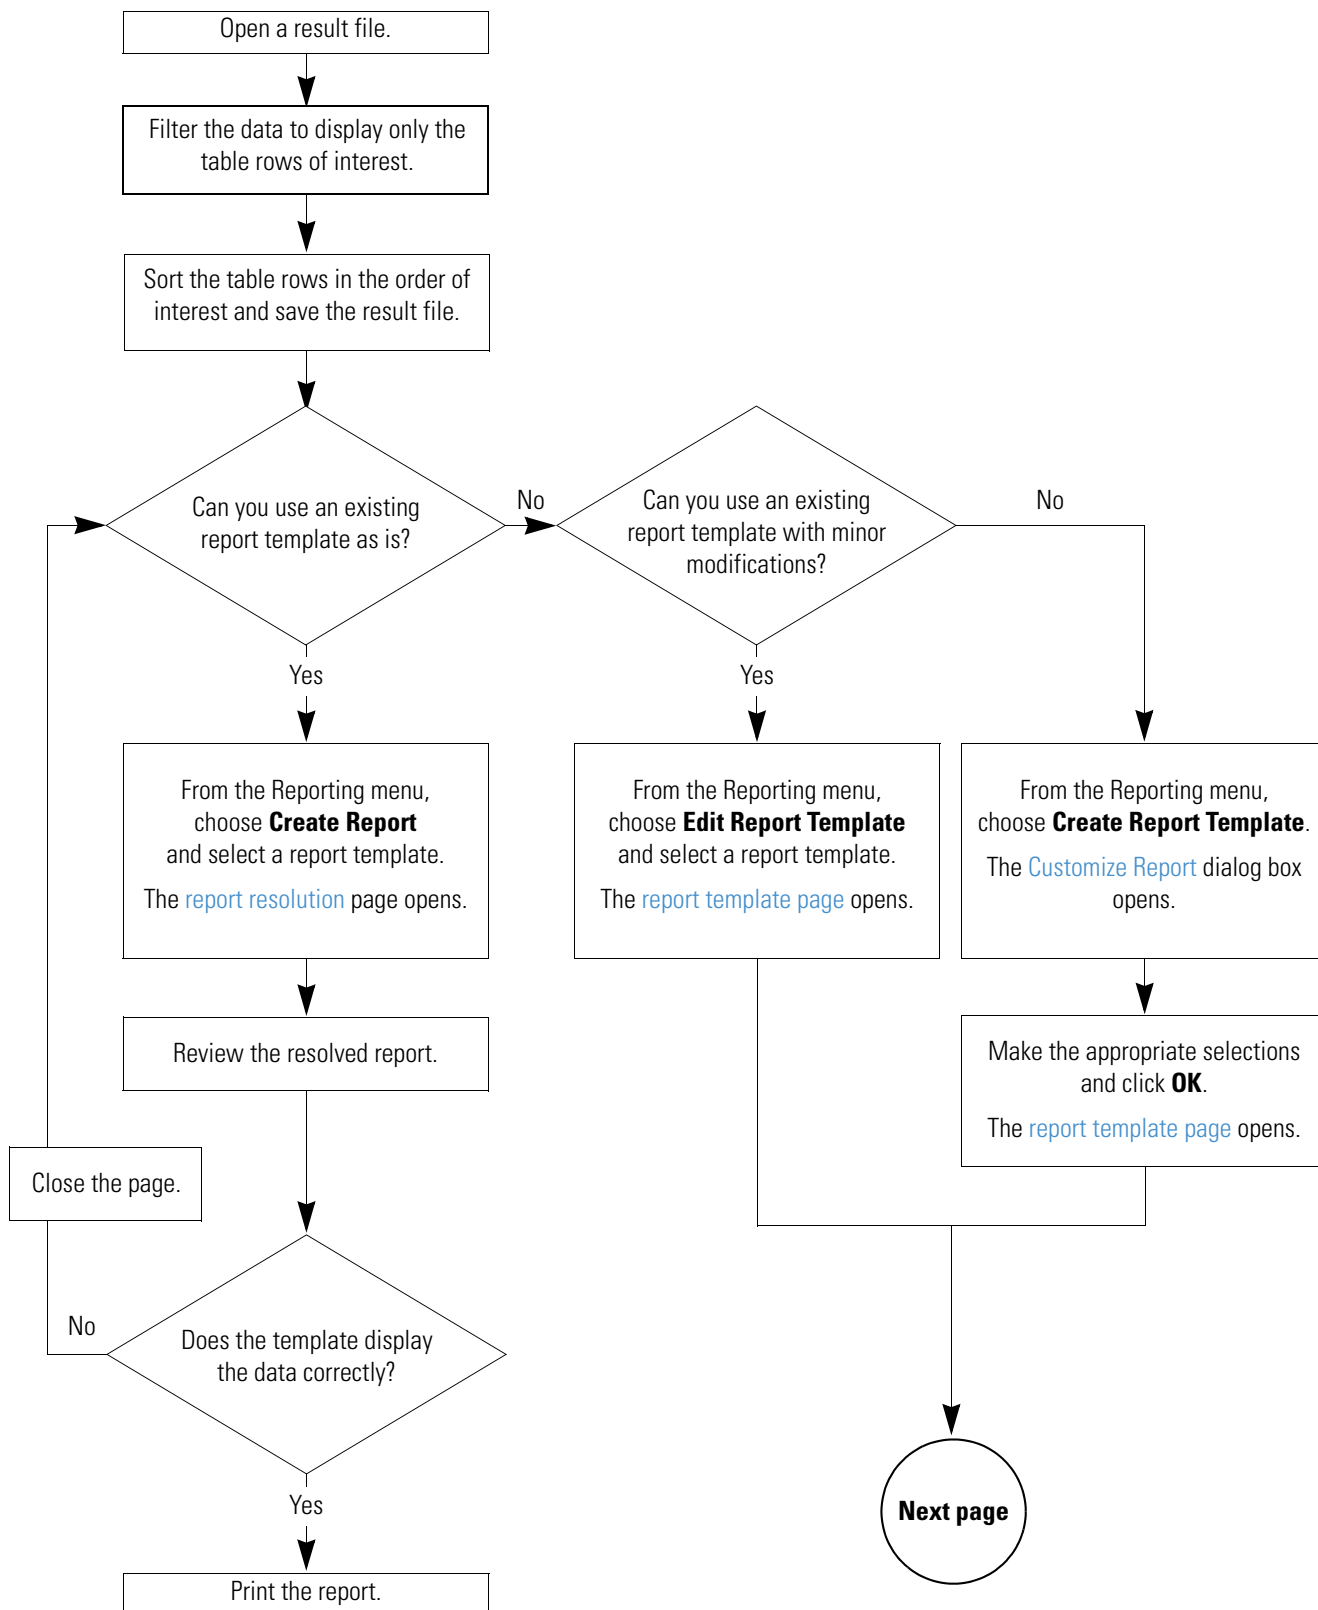 Open a result file.
Filter the data to display only the
table rows of interest.
Sort the table rows in the order of
interest and save the result file.
Can you use an existing
report template as is?
No
Can you use an existing
report template with minor
modifications?
No
Yes
Yes
From the Reporting menu,
choose Create Report
and select a report template.
The report resolution page opens.
From the Reporting menu,
choose Edit Report Template
and select a report template.
The report template page opens.
From the Reporting menu,
choose Create Report Template.
The Customize Report dialog box
opens.
Review the resolved report.
Make the appropriate selections
and click OK.
The report template page opens.
Close the page.
No
Does the template display
the data correctly?
Yes
Next page
Print the report.